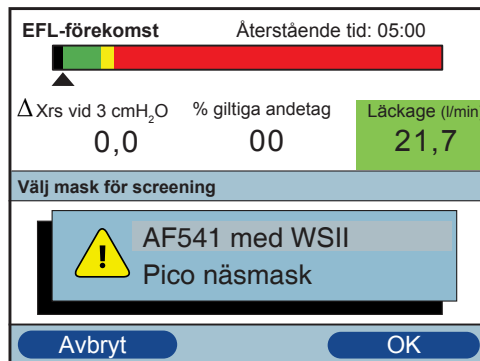 EFL-förekomst Återstående tid: 05:00
Δ Xrs vid 3 cmH₂O % giltiga andetag Läckage (l/min
0,0 00 21,7
Välj mask för screening
! AF541 med WSII
Pico näsmask
Avbryt OK